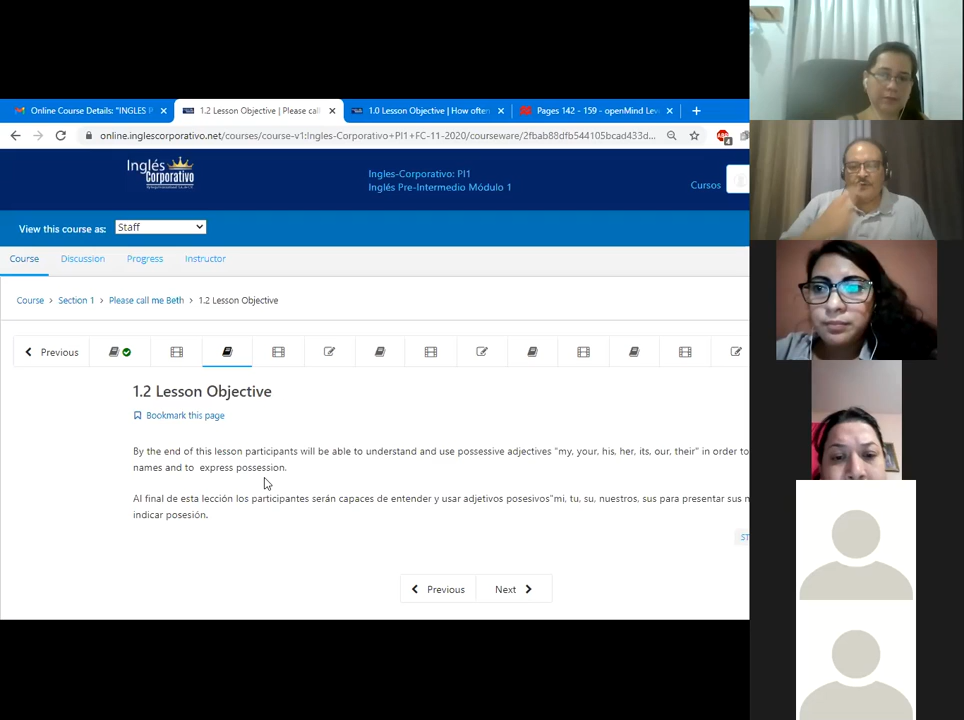 Online Course Details: "INGLES P
1.2 Lesson Objective | Please cal
1.0 Lesson Objective | How often
Pages 142 - 159 - openMind Lev
online.inglescorporativo.net/courses/course-v1:Ingles-Corporativo+PI1+FC-11-2020/courseware/2fbab88dfb544105bcad433d...
Inglés
Corporativo
Ingles-Corporativo: PI1
Inglés Pre-Intermedio Módulo 1
Cursos
View this course as: Staff
Course Discussion Progress Instructor
Course > Section 1 > Please call me Beth > 1.2 Lesson Objective
Previous
1.2 Lesson Objective
Bookmark this page
By the end of this lesson participants will be able to understand and use possessive adjectives "my, your, his, her, its, our, their" in order to
names and to express possession.
Al final de esta lección los participantes serán capaces de entender y usar adjetivos posesivos"mi, tu, su, nuestros, sus para presentar sus n
indicar posesión.
ST
Previous Next